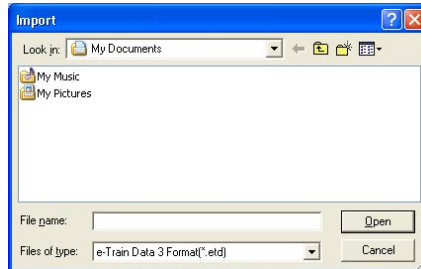 Import
Look in: My Documents
My Music
My Pictures
File name:
Open
Files of type: e-Train Data 3 Format(*.etd)
Cancel